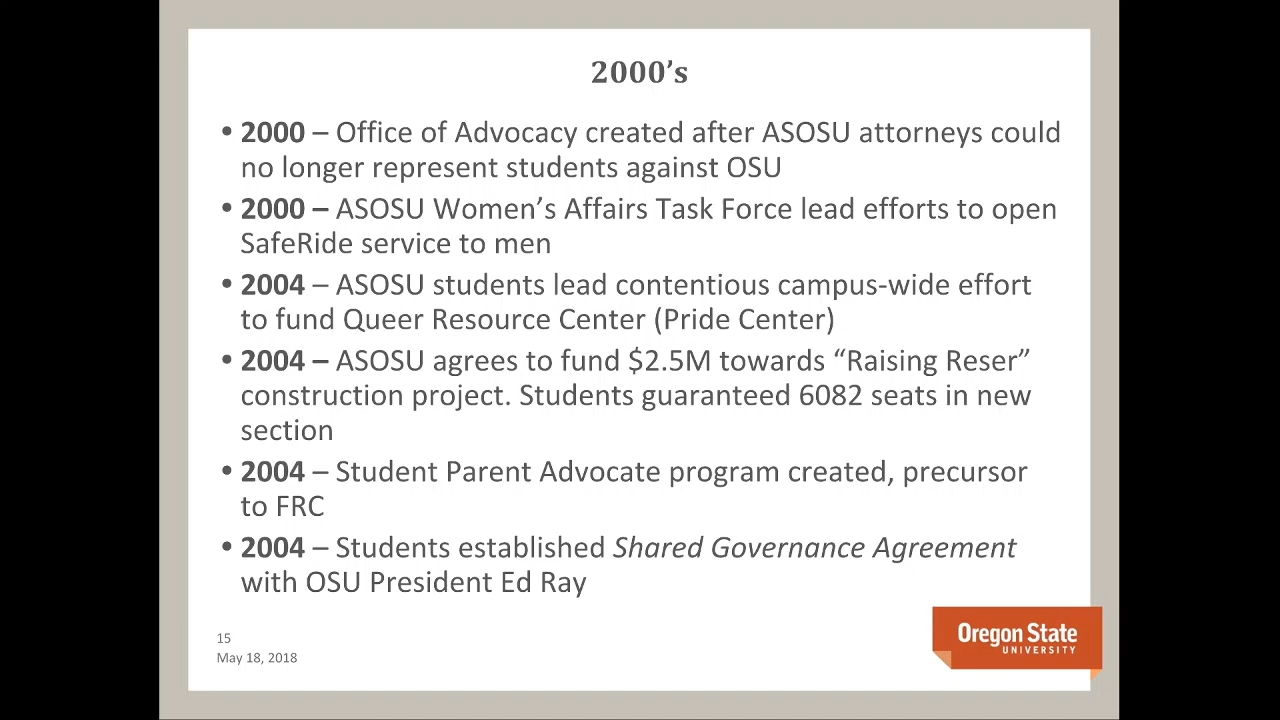 2000’s
• 2000 – Office of Advocacy created after ASOSU attorneys could
no longer represent students against OSU
• 2000 – ASOSU Women’s Affairs Task Force lead efforts to open
SafeRide service to men
• 2004 – ASOSU students lead contentious campus-wide effort
to fund Queer Resource Center (Pride Center)
• 2004 – ASOSU agrees to fund $2.5M towards “Raising Reser”
construction project. Students guaranteed 6082 seats in new
section
• 2004 – Student Parent Advocate program created, precursor
to FRC
• 2004 – Students established Shared Governance Agreement
with OSU President Ed Ray
15
May 18, 2018
Oregon State
UNIVERSITY